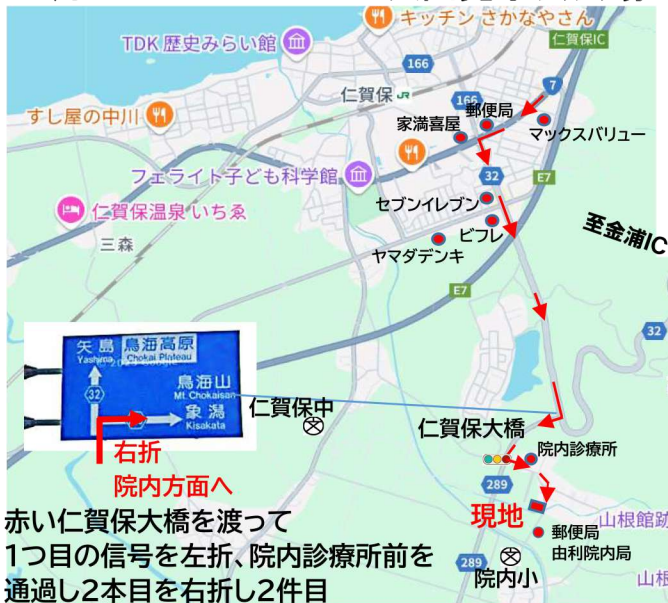 キッチン さかなやさん
TDK 歴史みらい館
仁賀保IC
166
仁賀保 JR
7
すし屋の中川
166
郵便局
家満喜屋
マックスバリュー
フェライト子ども科学館
32
E7
仁賀保温泉 いちゑ
セブンイレブン
至金浦IC
三森
ビフレ
ヤマダデンキ
E7
32
矢島
Yashima
鳥海高原
Chokai Plateau
32
鳥海山
Mt. Chokaisan
象潟
Kisakata
仁賀保中
仁賀保大橋
右折
院内診療所
院内方面へ
289
現地
山根館跡
赤い仁賀保大橋を渡って
郵便局
由利院内局
1つ目の信号を左折、院内診療所前を
289
院内小
山根
通過し2本目を右折し2件目